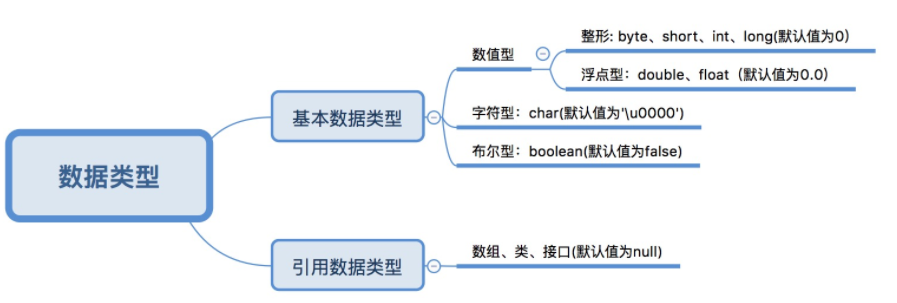 数据类型
基本数据类型
数值型
整形: byte、short、int、long(默认值为0）
浮点型：double、float（默认值为0.0）
字符型：char(默认值为'\u0000')
布尔型：boolean(默认值为false)
引用数据类型
数组、类、接口(默认值为null)